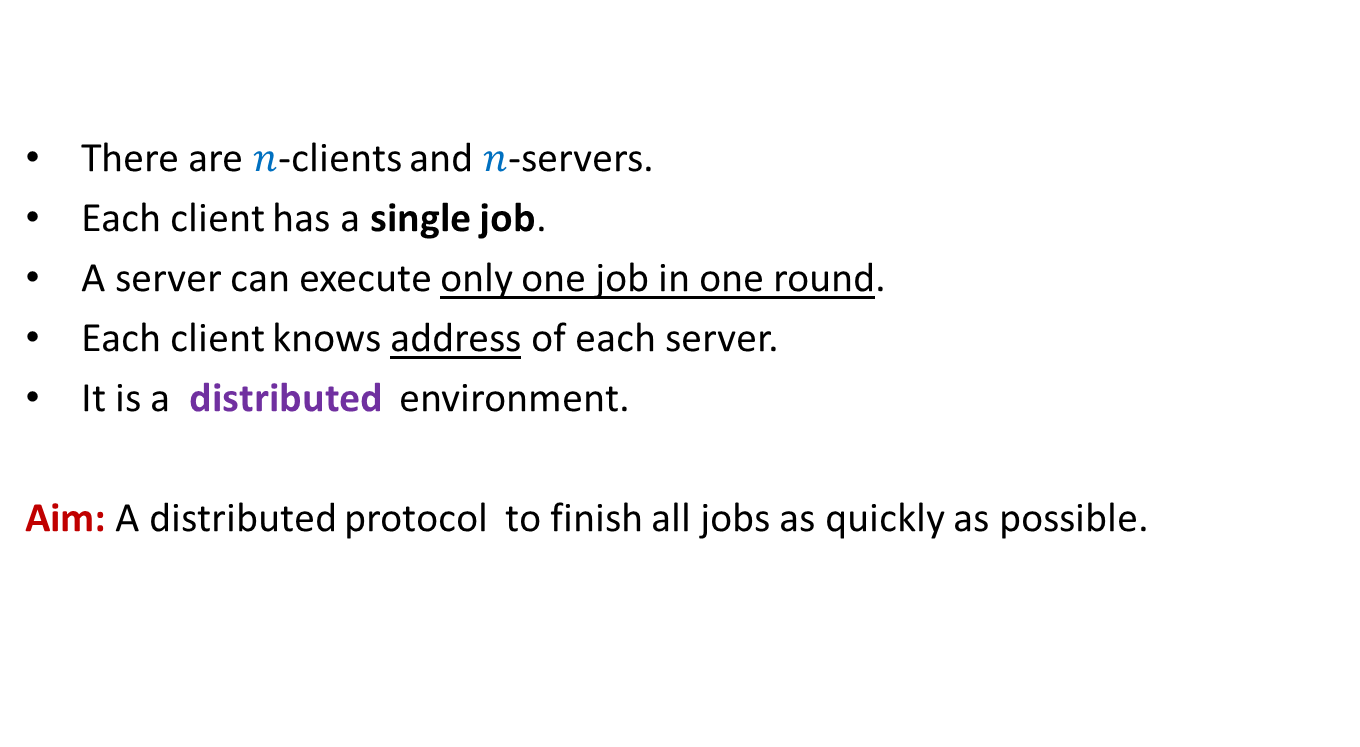 • There are n-clients and n-servers.
• Each client has a single job.
• A server can execute only one job in one round.
• Each client knows address of each server.
• It is a distributed environment.
Aim: A distributed protocol to finish all jobs as quickly as possible.